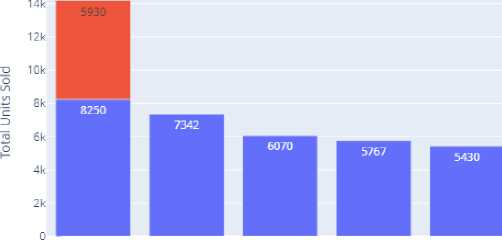 Total Units Sold
14k
12k
10k
8k
6k
4k
2k
0
5930
8250
7342
6070
5767
5430